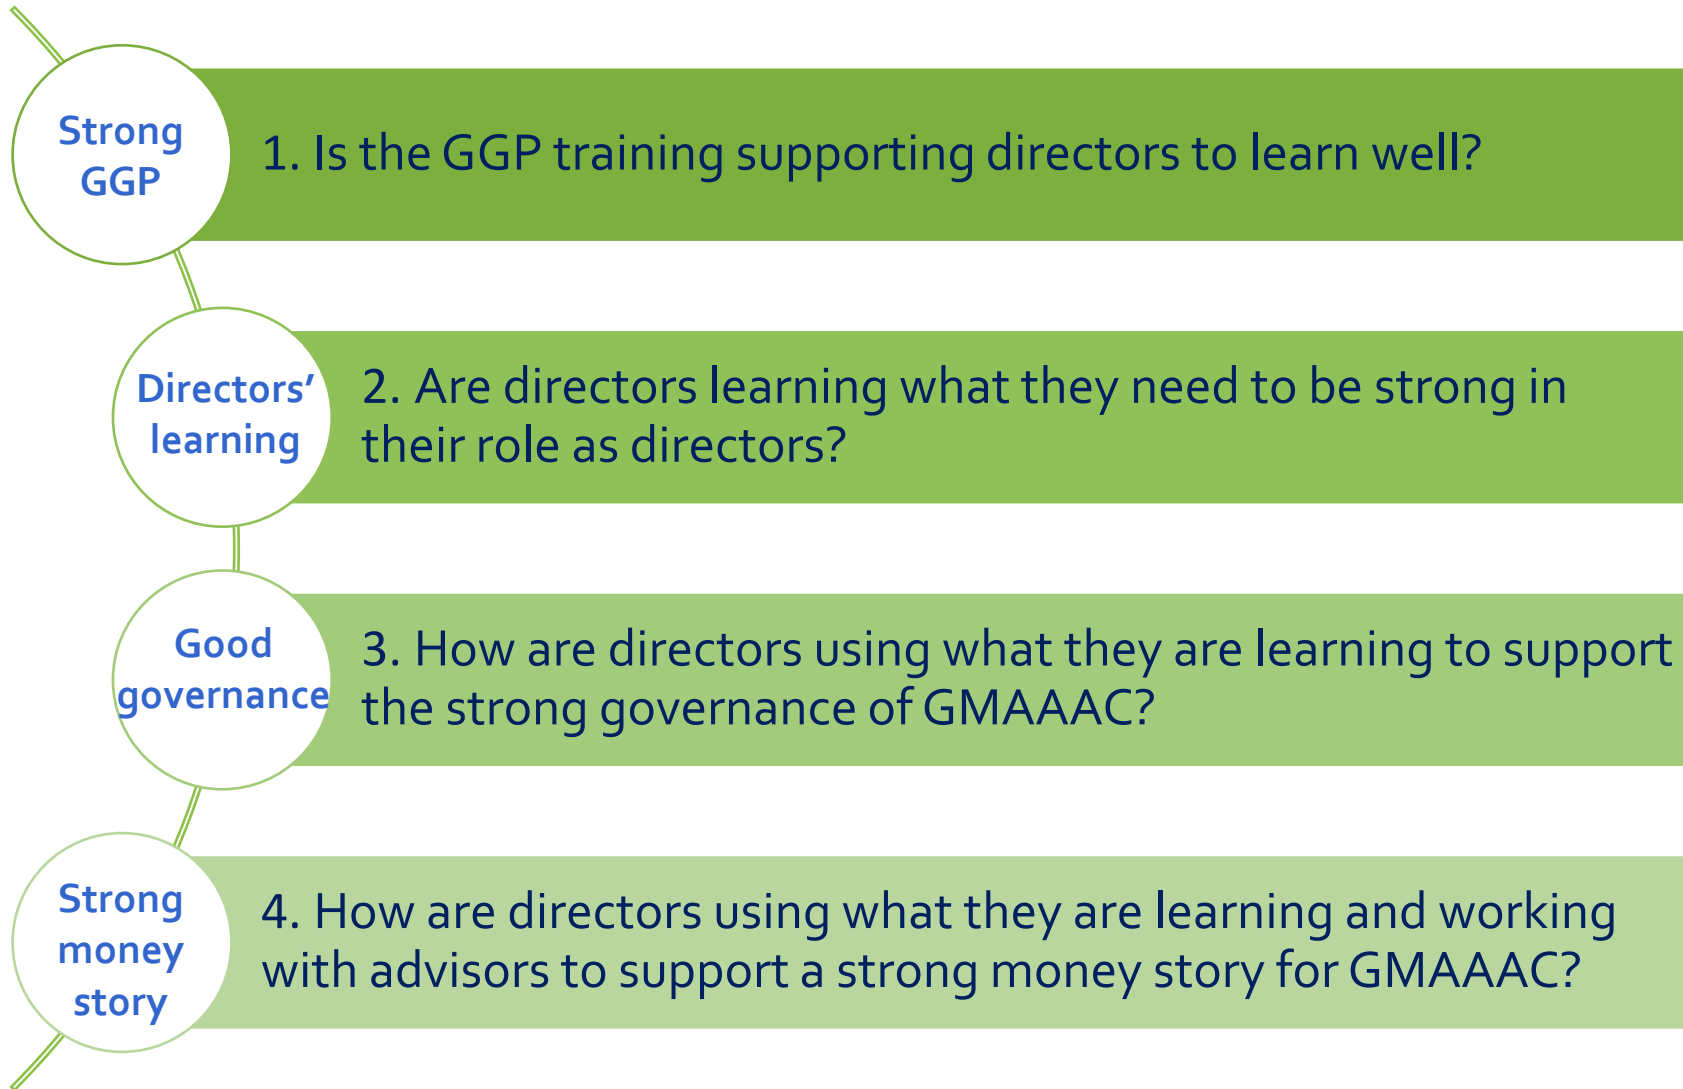 Strong
GGP
1. Is the GGP training supporting directors to learn well?
Directors’
learning
2. Are directors learning what they need to be strong in
their role as directors?
Good
governance
3. How are directors using what they are learning to support
the strong governance of GMAAAC?
Strong
money
story
4. How are directors using what they are learning and working
with advisors to support a strong money story for GMAAAC?